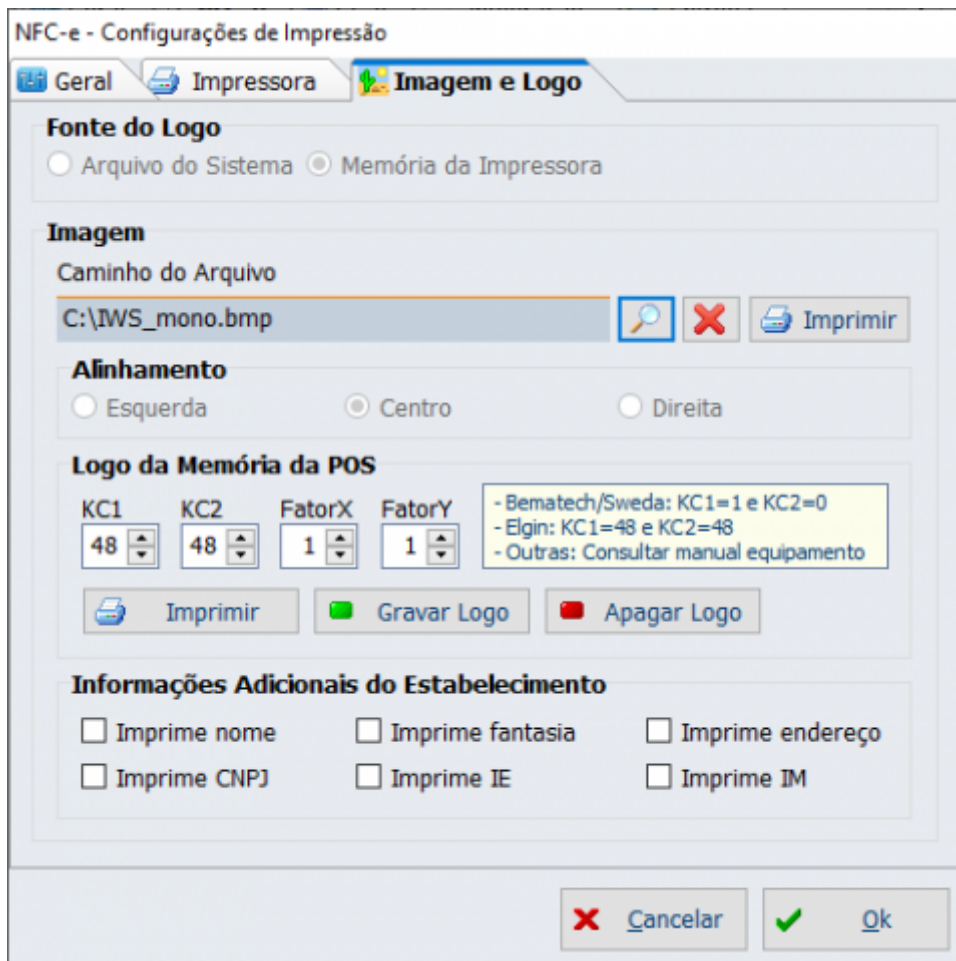 NFC-e - Configurações de Impressão
Geral Impressora Imagem e Logo
Fonte do Logo
Arquivo do Sistema Memória da Impressora
Imagem
Caminho do Arquivo
C:\IWS_mono.bmp Imprimir
Alinhamento
Esquerda Centro Direita
Logo da Memória da POS
KC1 KC2 FatorX FatorY
48 48 1 1
- Bematech/Sweda: KC1=1 e KC2=0
- Elgin: KC1=48 e KC2=48
- Outras: Consultar manual equipamento
Imprimir Gravar Logo Apagar Logo
Informações Adicionais do Estabelecimento
Imprime nome Imprime fantasia Imprime endereço
Imprime CNPJ Imprime IE Imprime IM
Cancelar Ok